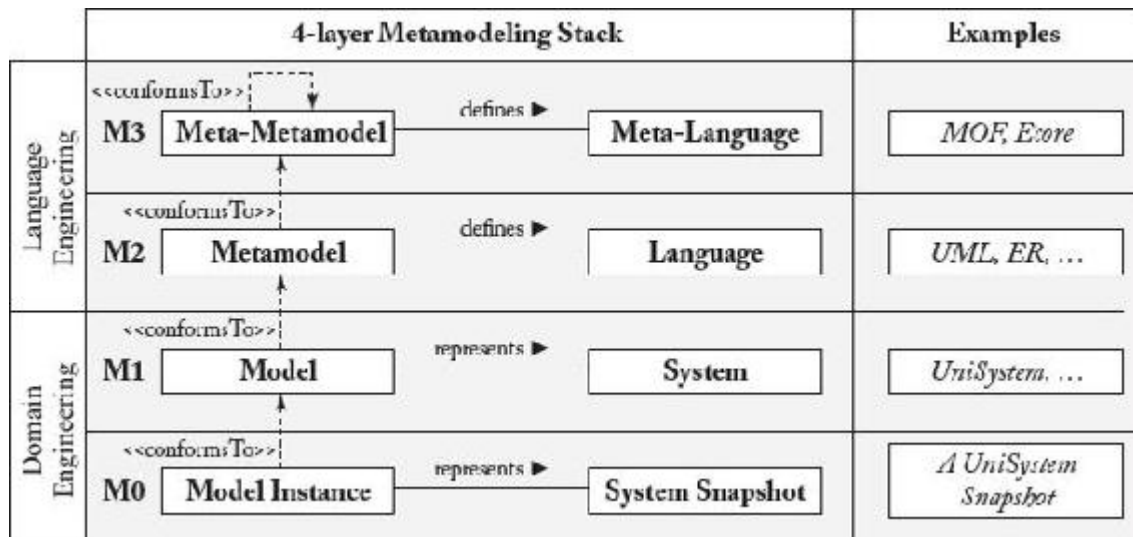 4-layer Metamodeling Stack
Examples
Language
Engineering
<<conformsTo>>
M3
Meta-Metamodel
defines ▶
Meta-Language
MOF, Ecore
<<conformsTo>>
M2
Metamodel
defines ▶
Language
UML, ER, …
Domain
Engineering
<<conformsTo>>
M1
Model
represents ▶
System
UniSystem, …
<<conformsTo>>
M0
Model Instance
represents ▶
System Snapshot
A UniSystem
Snapshot